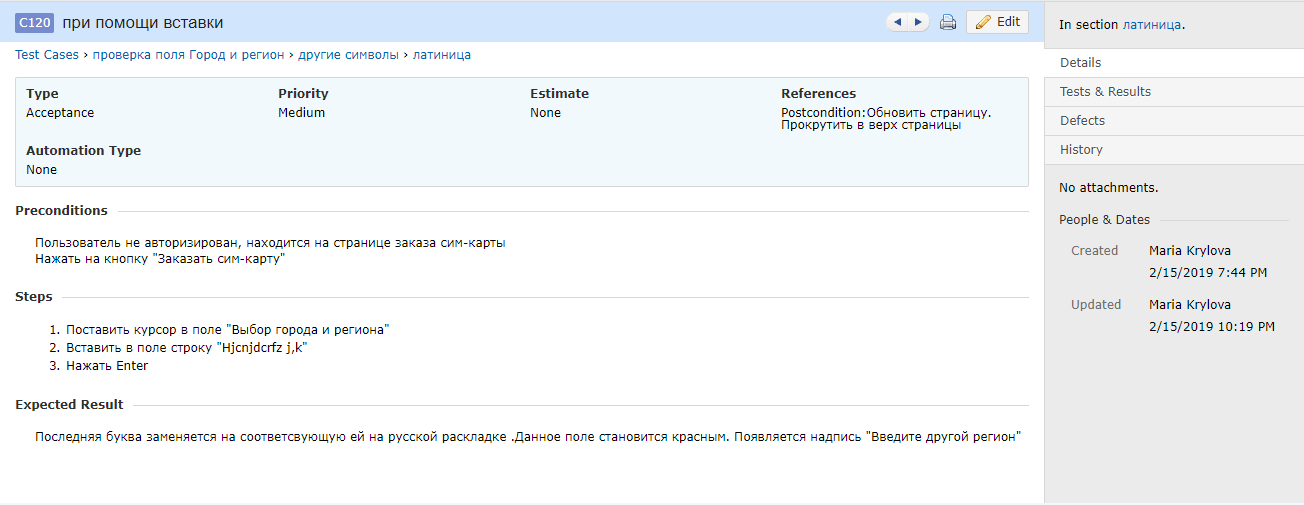 C120 при помощи вставки
Edit
Test Cases › проверка поля Город и регион › другие символы › латиница
Type
Acceptance
Priority
Medium
Estimate
None
References
Postcondition:Обновить страницу.
Прокрутить в верх страницы
Automation Type
None
Preconditions
Пользователь не авторизирован, находится на странице заказа сим-карты
Нажать на кнопку "Заказать сим-карту"
Steps
1. Поставить курсор в поле "Выбор города и региона"
2. Вставить в поле строку "Hjcnjdcrfz j,k"
3. Нажать Enter
Expected Result
Последняя буква заменяется на соответсвующую ей на русской раскладке .Данное поле становится красным. Появляется надпись "Введите другой регион"
In section латиница.
Details
Tests & Results
Defects
History
No attachments.
People & Dates
Created Maria Krylova
2/15/2019 7:44 PM
Updated Maria Krylova
2/15/2019 10:19 PM